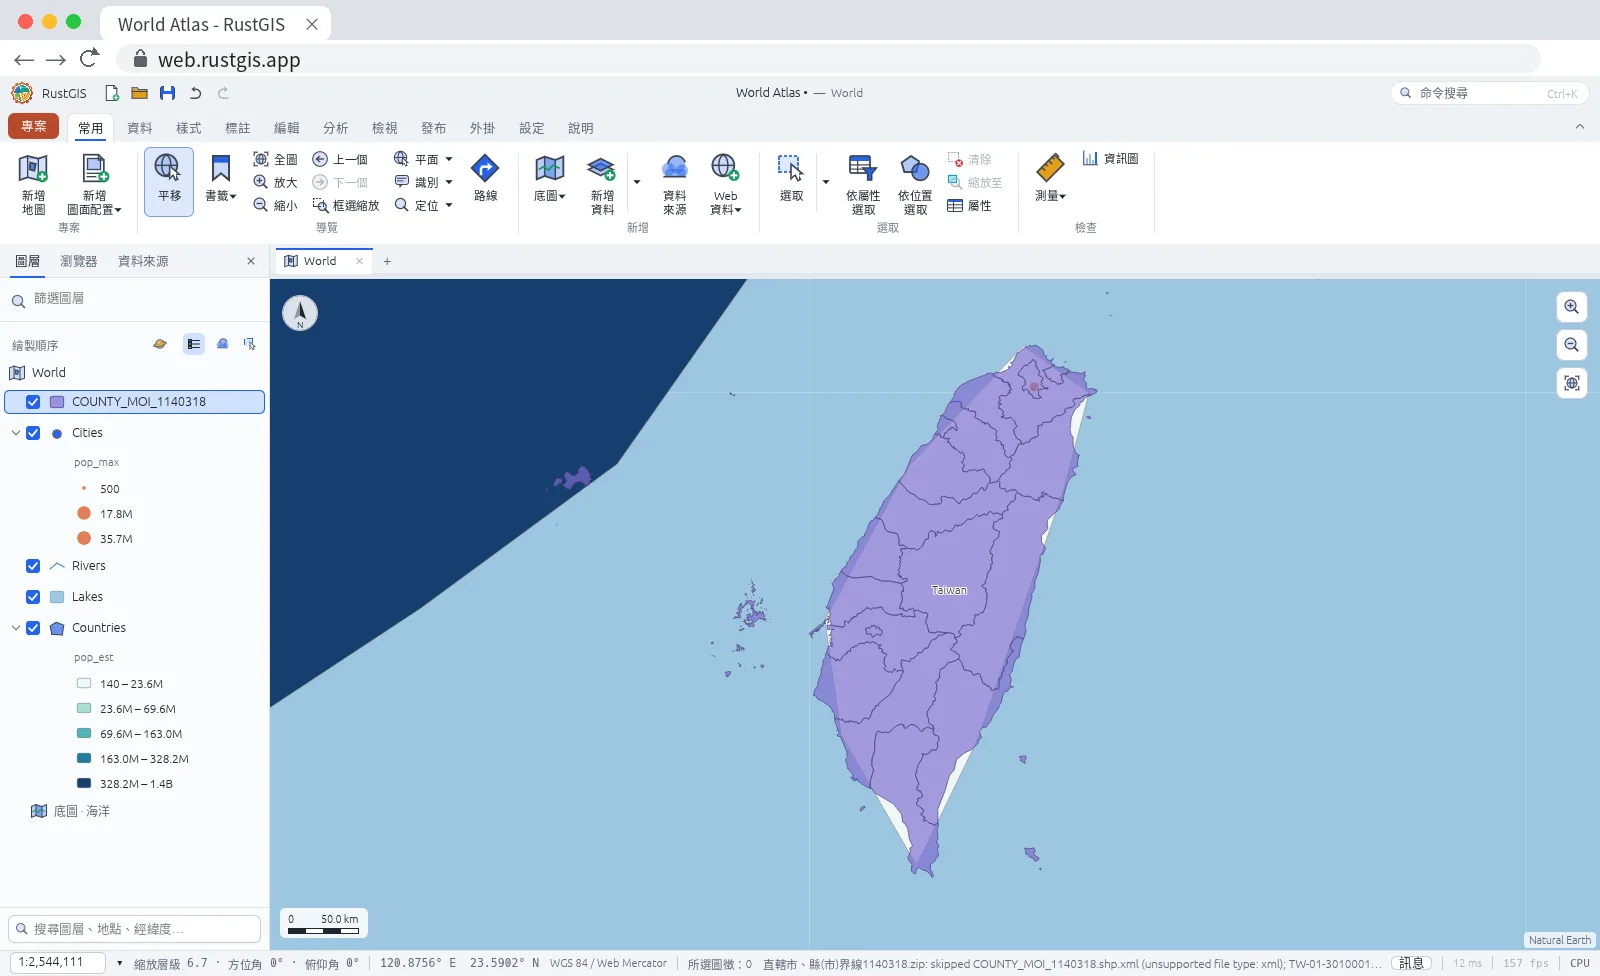 World Atlas - RustGIS
web.rustgis.app
RustGIS
World Atlas • — World
命令搜尋 Ctrl+K
專案 常用 資料 樣式 標註 編輯 分析 檢視 發布 外掛 設定 說明
新增
地圖
新增
圖面配置
專案
平移
書籤
全圖
放大
縮小
上一個
下一個
框選縮放
平面
識別
定位
路線
導覽
底圖
新增
資料
資料
來源
Web
資料
新增
選取
依屬性
選取
依位置
選取
清除
縮放至
屬性
選取
測量
資訊圖
檢查
圖層 瀏覽器 資料來源
World
篩選圖層
繪製順序
World
COUNTY_MOI_1140318
Cities
pop_max
500
17.8M
35.7M
Rivers
Lakes
Countries
pop_est
140 – 23.6M
23.6M – 69.6M
69.6M – 163.0M
163.0M – 328.2M
328.2M – 1.4B
底圖 · 海洋
搜尋圖層、地點、經緯度…
N
Taiwan
0 50.0 km
Natural Earth
1:2,544,111
縮放層級 6.7 · 方位角 0° · 俯仰角 0°
120.8756° E 23.5902° N
WGS 84 / Web Mercator
所選圖徵：0
直轄市、縣(市)界線1140318.zip: skipped COUNTY_MOI_1140318.shp.xml (unsupported file type: xml); TW-01-3010001…
訊息
12 ms
157 fps
CPU